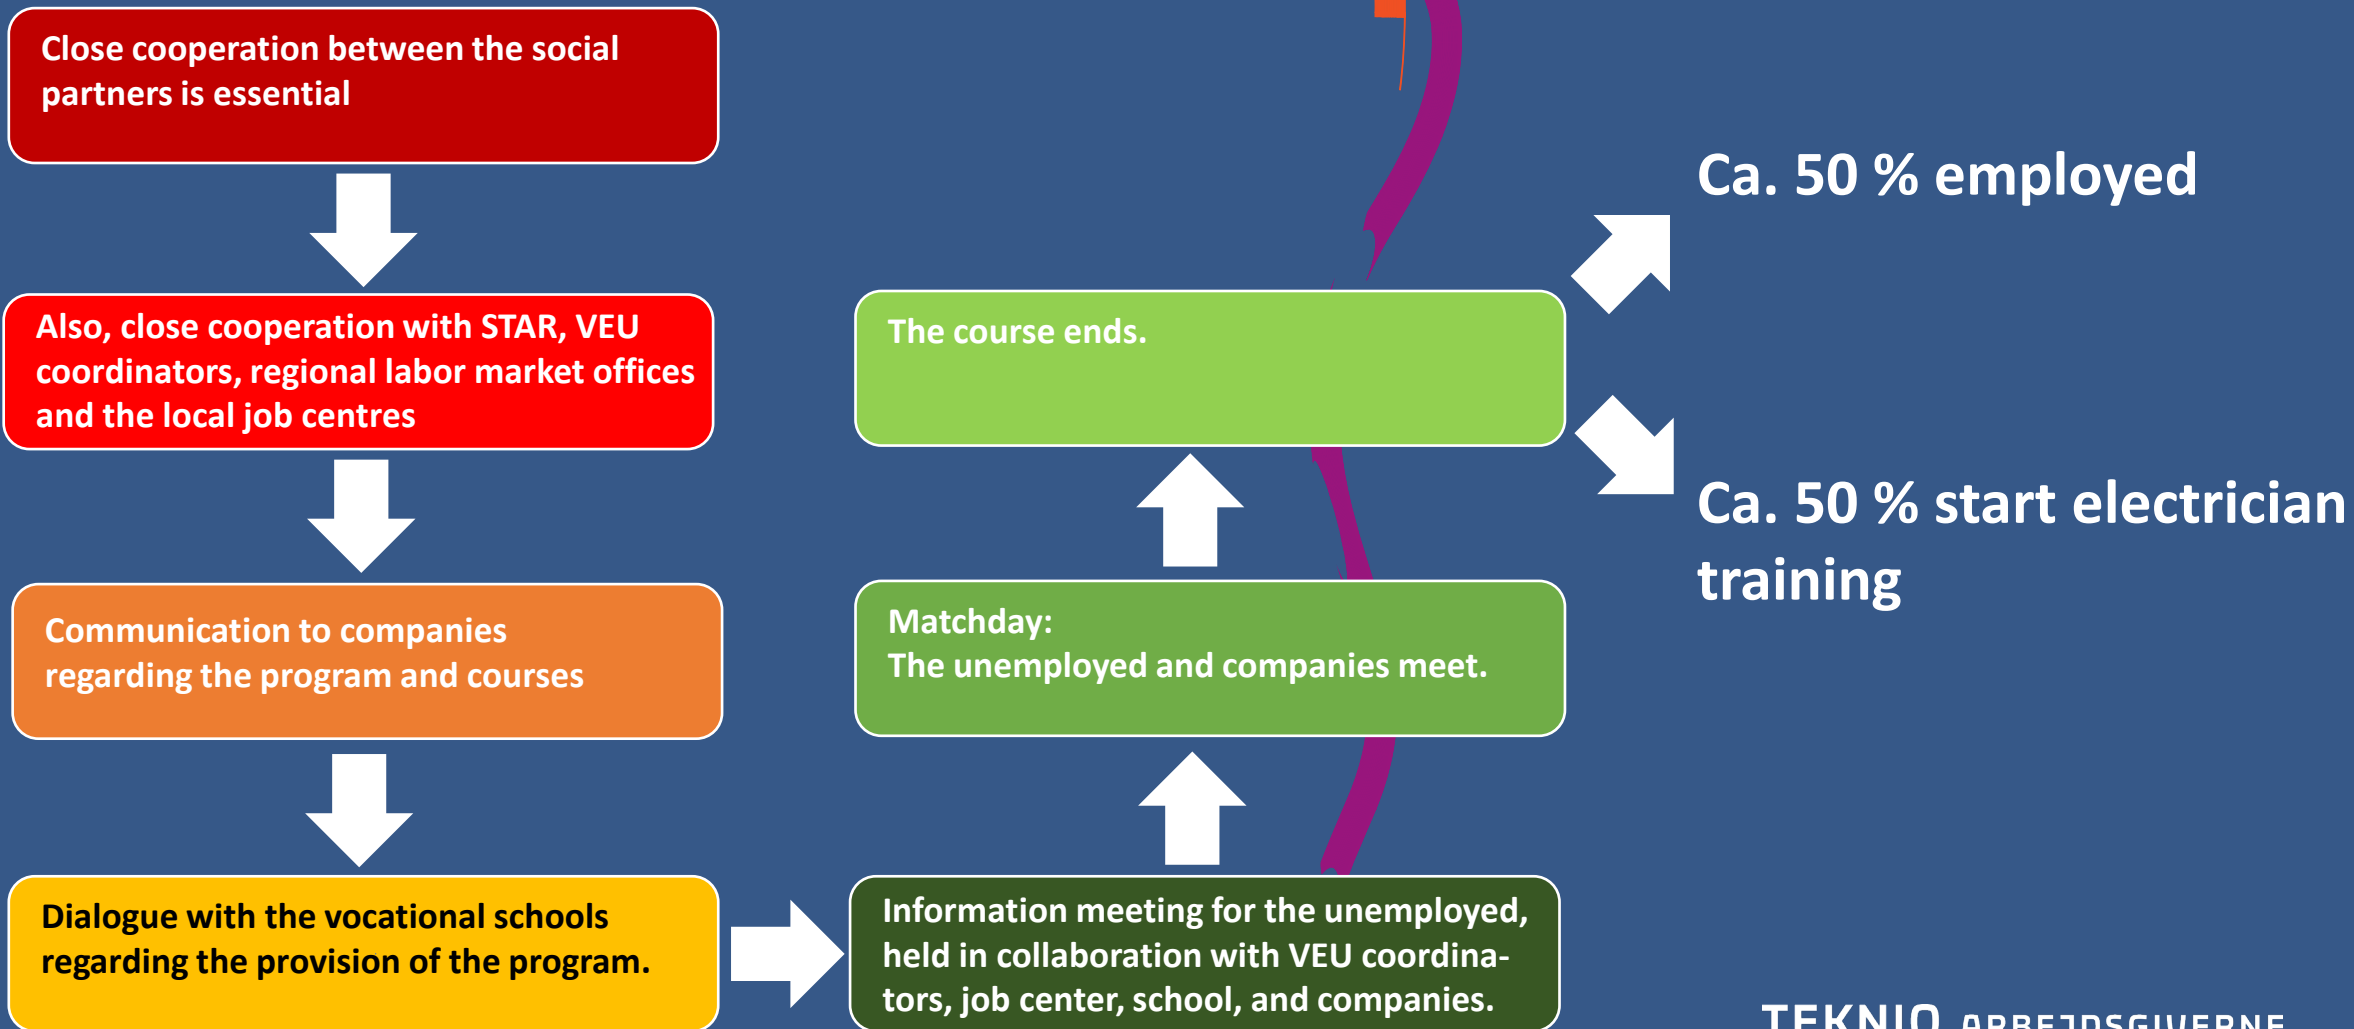 Close cooperation between the social
partners is essential
Also, close cooperation with STAR, VEU
coordinators, regional labor market offices
and the local job centres
Communication to companies
regarding the program and courses
Dialogue with the vocational schools
regarding the provision of the program.
Information meeting for the unemployed,
held in collaboration with VEU coordina-
tors, job center, school, and companies.
Matchday:
The unemployed and companies meet.
The course ends.
Ca. 50 % employed
Ca. 50 % start electrician
training
TEKNIQ ARBEJDSGIVERNE